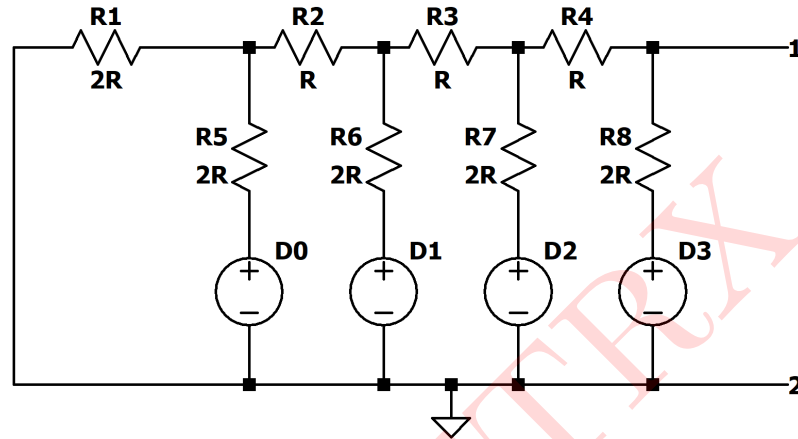 R1 R2 R3 R4
1
2R R R R
R5 R6 R7 R8
2R 2R 2R 2R
D0 D1 D2 D3
2
TRX